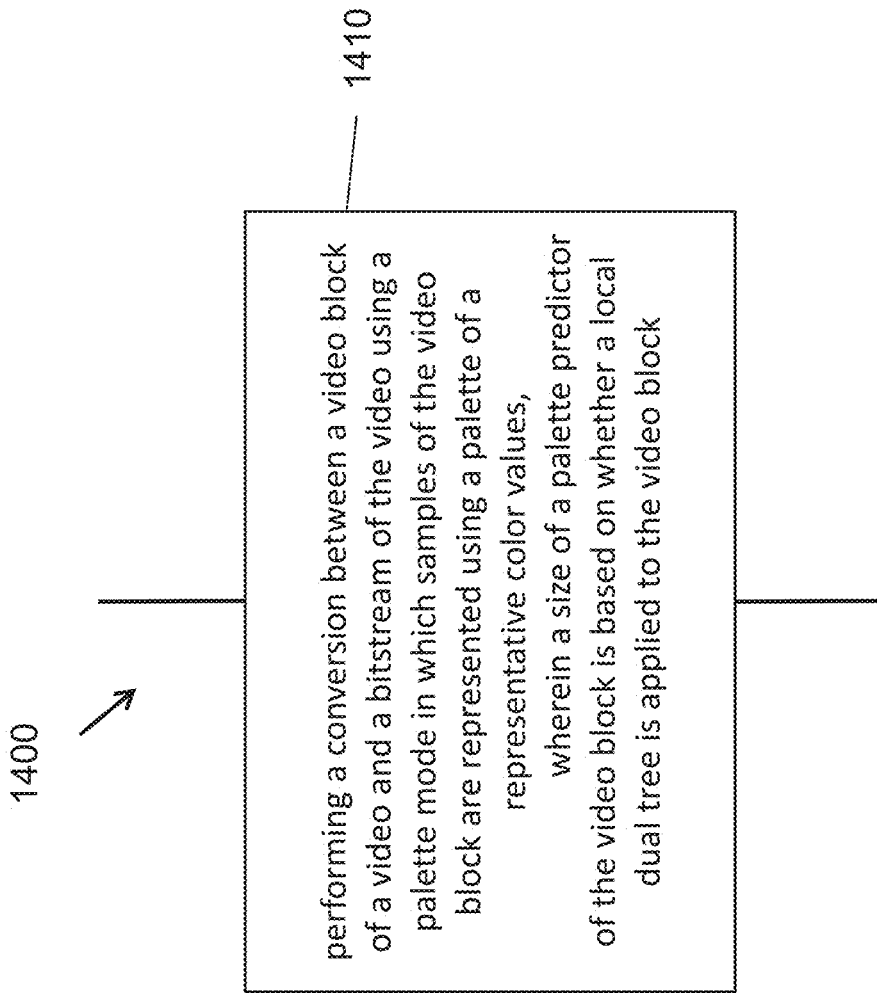 1400
1410
performing a conversion between a video block
of a video and a bitstream of the video using a
palette mode in which samples of the video
block are represented using a palette of a
representative color values,
wherein a size of a palette predictor
of the video block is based on whether a local
dual tree is applied to the video block